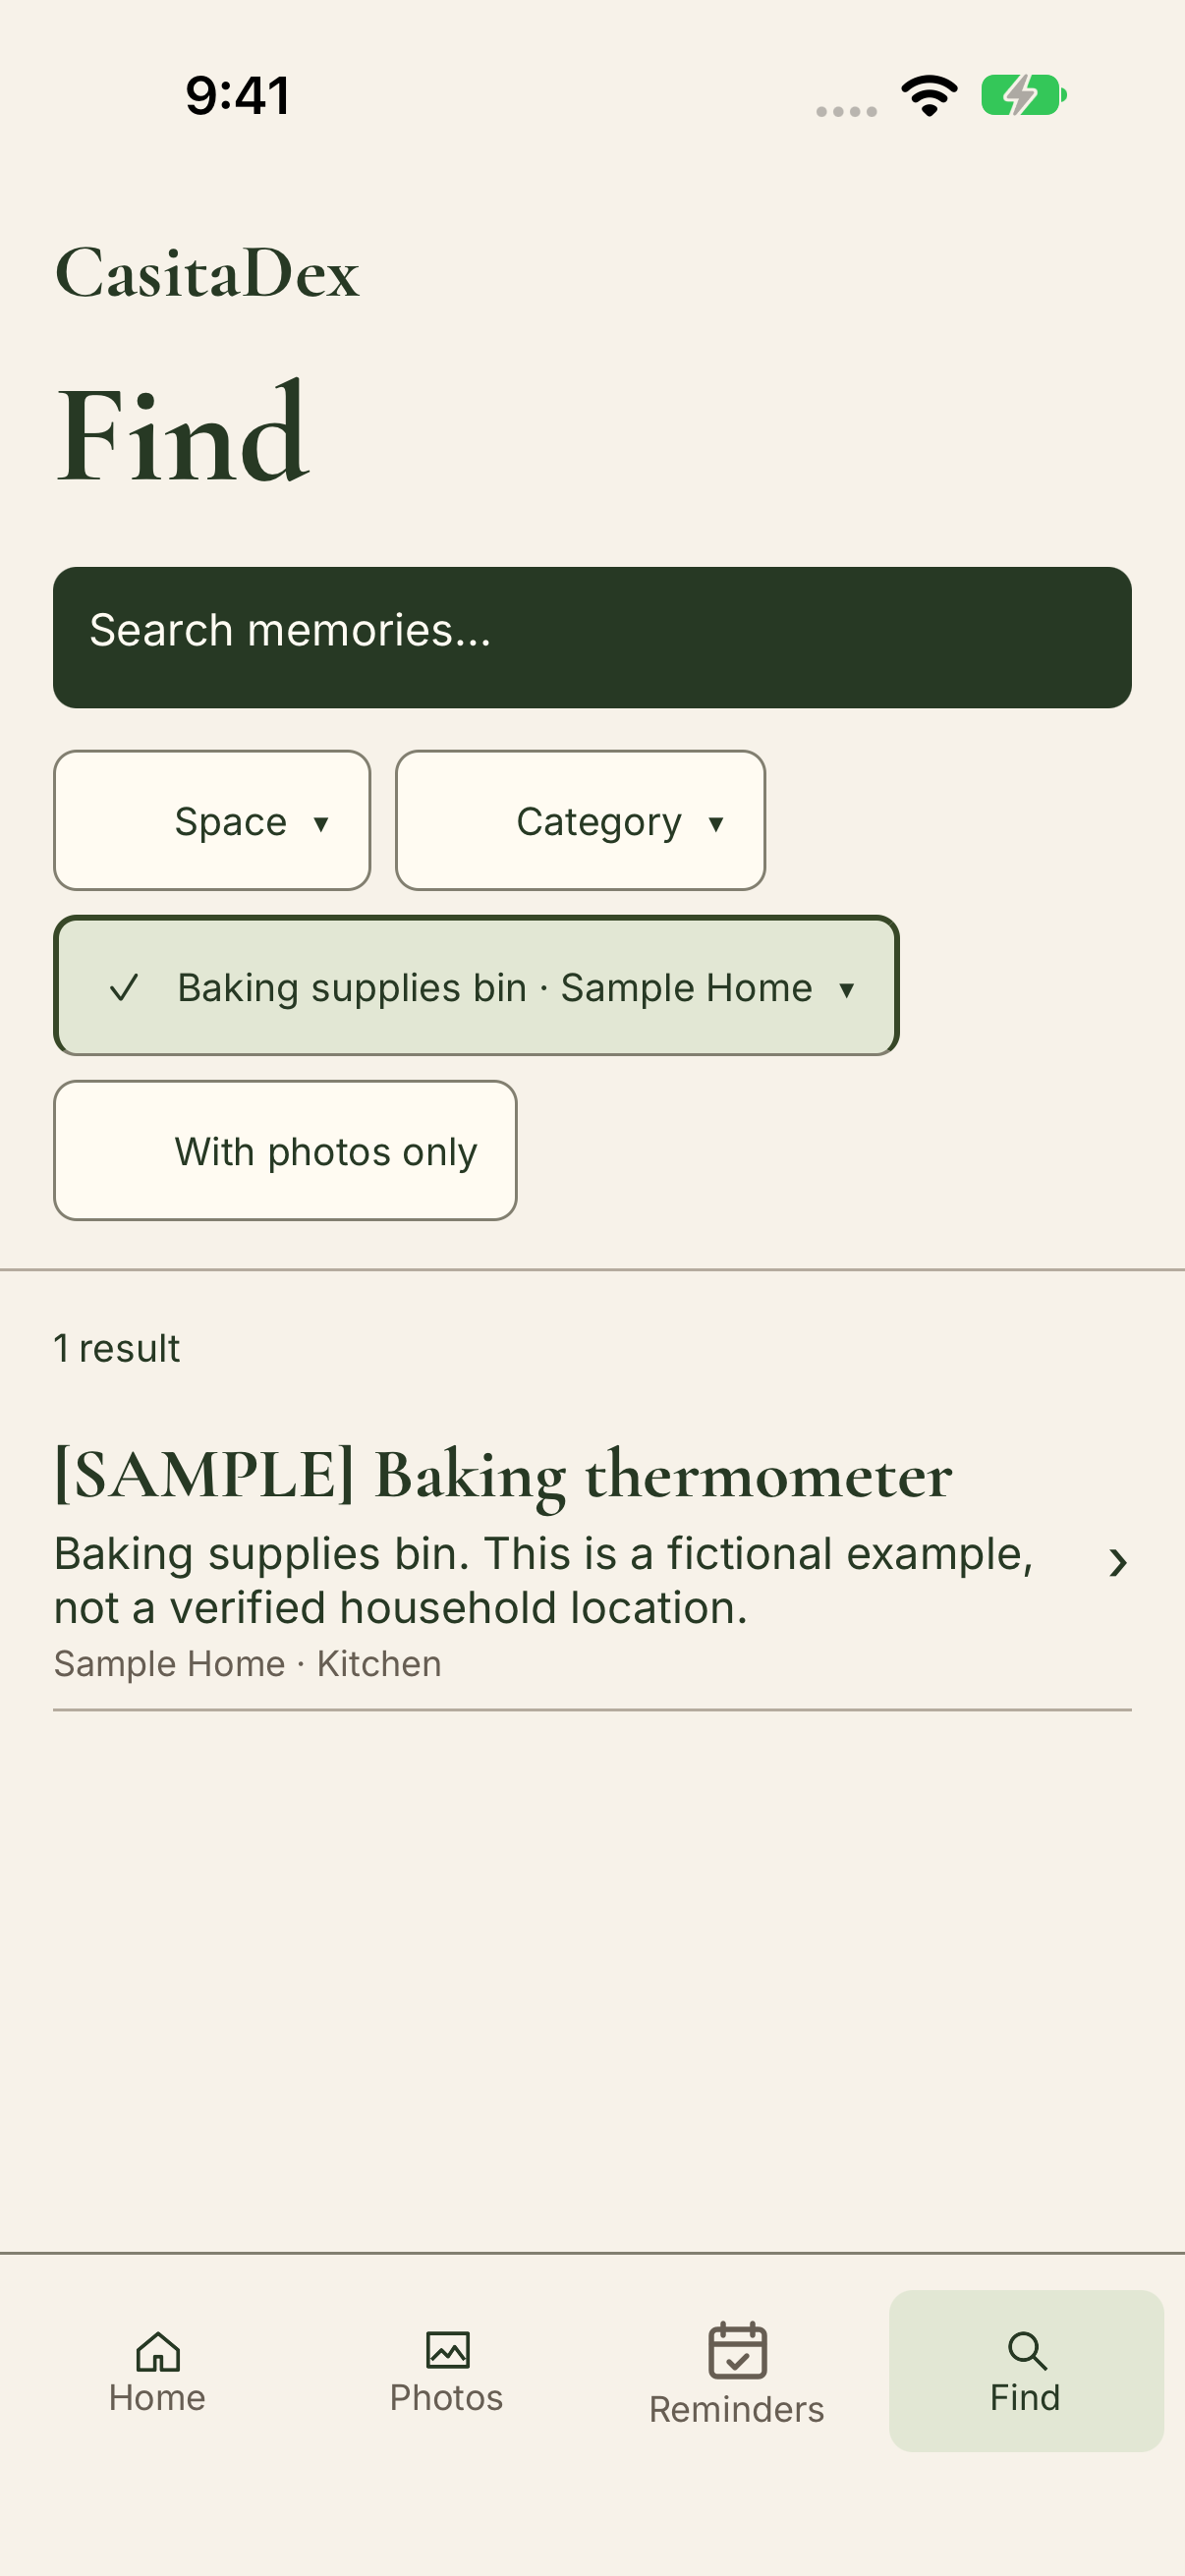 9:41
CasitaDex
Find
Search memories...
Space ▾
Category ▾
✓ Baking supplies bin · Sample Home ▾
With photos only
1 result
[SAMPLE] Baking thermometer
Baking supplies bin. This is a fictional example,
not a verified household location.
Sample Home · Kitchen
Home
Photos
Reminders
Find